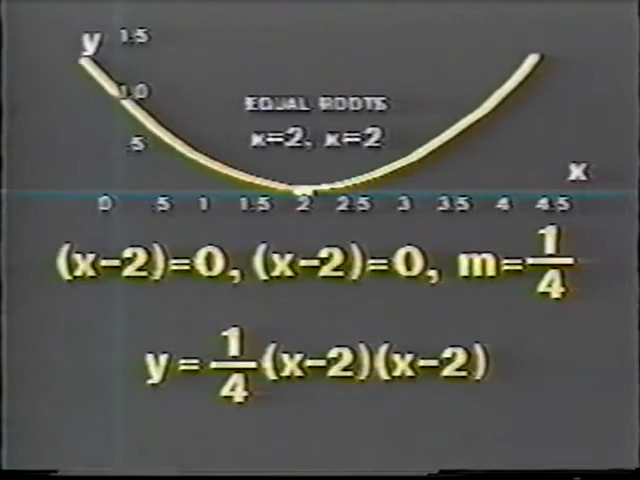 y 1.5
1.0
EQUAL ROOTS
x=2, x=2
.5
x
0 .5 1 1.5 2 2.5 3 3.5 4 4.5
(x-2)=0, (x-2)=0, m=1/4
y=1/4(x-2)(x-2)